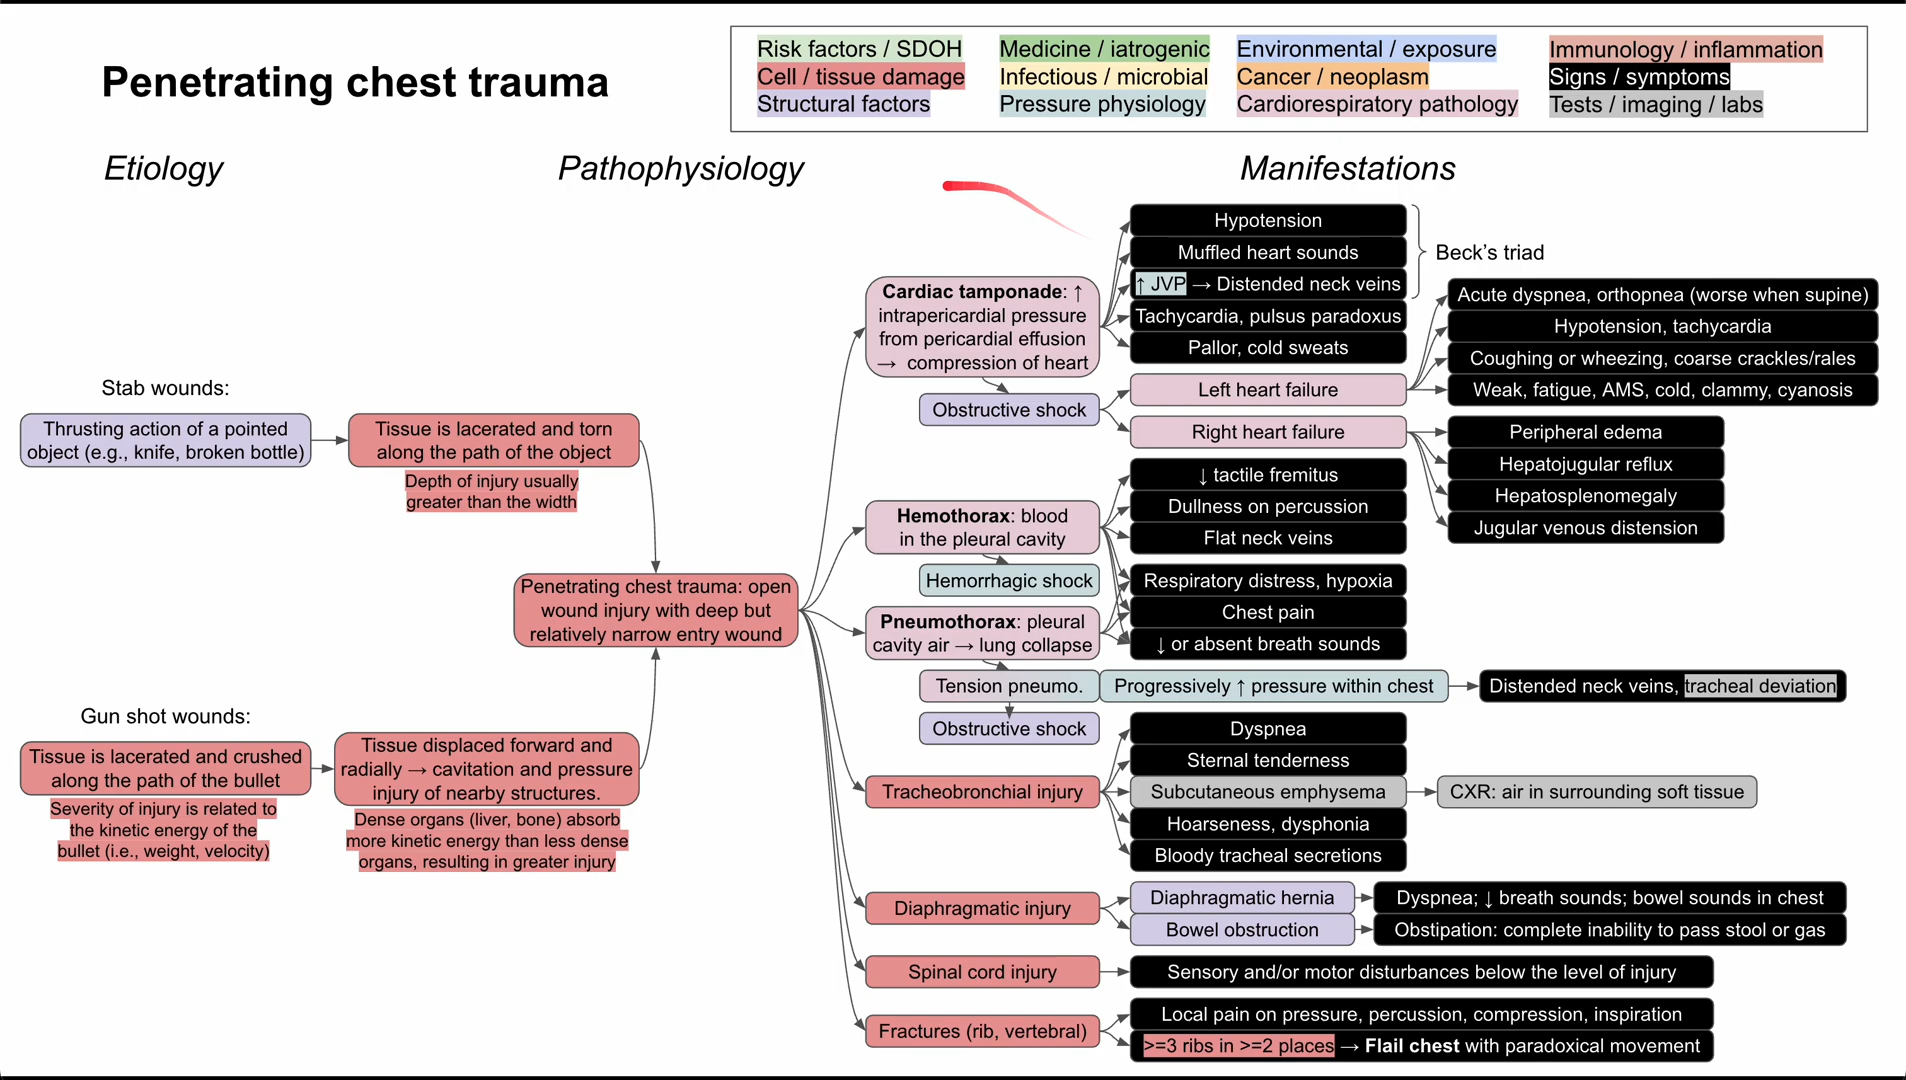 Penetrating chest trauma
Risk factors / SDOH
Cell / tissue damage
Structural factors
Medicine / iatrogenic
Infectious / microbial
Pressure physiology
Environmental / exposure
Cancer / neoplasm
Cardiorespiratory pathology
Immunology / inflammation
Signs / symptoms
Tests / imaging / labs
Etiology
Pathophysiology
Manifestations
Stab wounds:
Thrusting action of a pointed
object (e.g., knife, broken bottle)
Tissue is lacerated and torn
along the path of the object
Depth of injury usually
greater than the width
Gun shot wounds:
Tissue is lacerated and crushed
along the path of the bullet
Severity of injury is related to
the kinetic energy of the
bullet (i.e., weight, velocity)
Tissue displaced forward and
radially → cavitation and pressure
injury of nearby structures.
Dense organs (liver, bone) absorb
more kinetic energy than less dense
organs, resulting in greater injury
Penetrating chest trauma: open
wound injury with deep but
relatively narrow entry wound
Cardiac tamponade: ↑
intrapericardial pressure
from pericardial effusion
→ compression of heart
Obstructive shock
Hypotension
Muffled heart sounds
↑ JVP → Distended neck veins
Beck's triad
Tachycardia, pulsus paradoxus
Pallor, cold sweats
Left heart failure
Acute dyspnea, orthopnea (worse when supine)
Hypotension, tachycardia
Coughing or wheezing, coarse crackles/rales
Weak, fatigue, AMS, cold, clammy, cyanosis
Right heart failure
Peripheral edema
Hepatojugular reflux
Hepatosplenomegaly
Jugular venous distension
Hemothorax: blood
in the pleural cavity
Hemorrhagic shock
↓ tactile fremitus
Dullness on percussion
Flat neck veins
Respiratory distress, hypoxia
Chest pain
↓ or absent breath sounds
Pneumothorax: pleural
cavity air → lung collapse
Tension pneumo.
Progressively ↑ pressure within chest
Distended neck veins, tracheal deviation
Obstructive shock
Tracheobronchial injury
Dyspnea
Sternal tenderness
Subcutaneous emphysema
CXR: air in surrounding soft tissue
Hoarseness, dysphonia
Bloody tracheal secretions
Diaphragmatic injury
Diaphragmatic hernia
Dyspnea; ↓ breath sounds; bowel sounds in chest
Bowel obstruction
Obstipation: complete inability to pass stool or gas
Spinal cord injury
Sensory and/or motor disturbances below the level of injury
Fractures (rib, vertebral)
Local pain on pressure, percussion, compression, inspiration
>=3 ribs in >=2 places → Flail chest with paradoxical movement